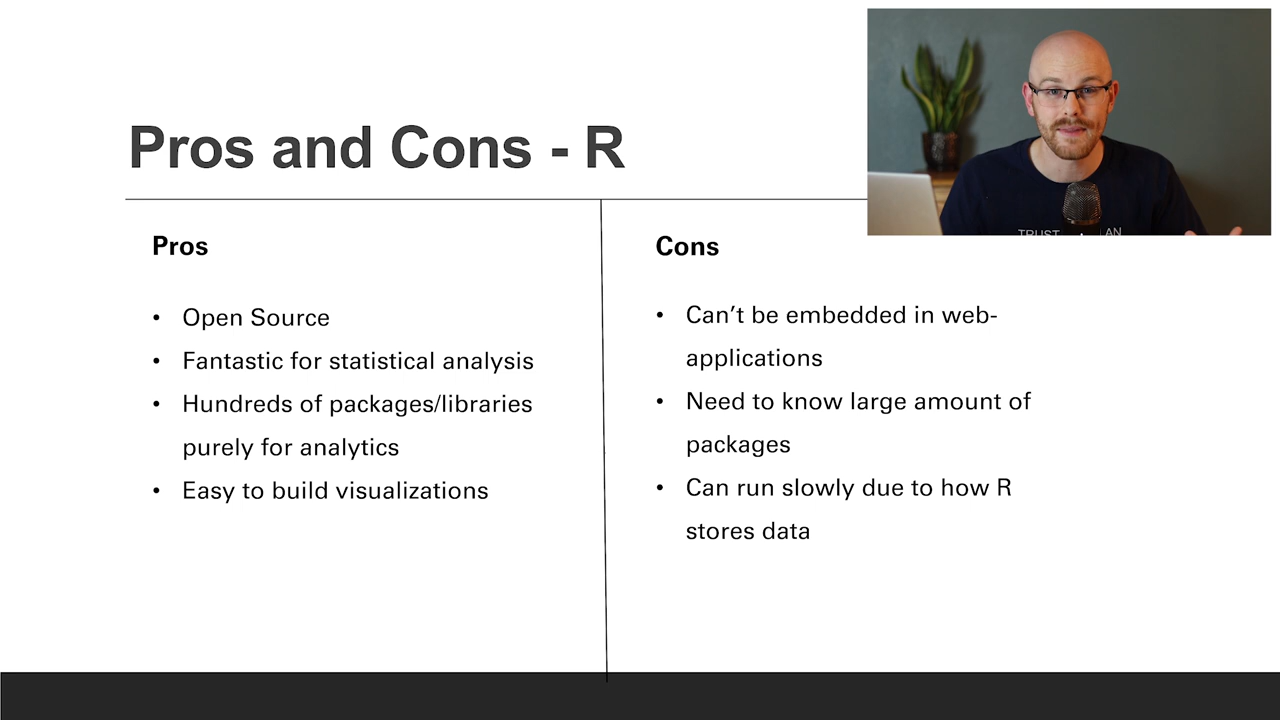 Pros and Cons - R
Pros
• Open Source
• Fantastic for statistical analysis
• Hundreds of packages/libraries
purely for analytics
• Easy to build visualizations
Cons
• Can’t be embedded in web-
applications
• Need to know large amount of
packages
• Can run slowly due to how R
stores data
TRUST AN